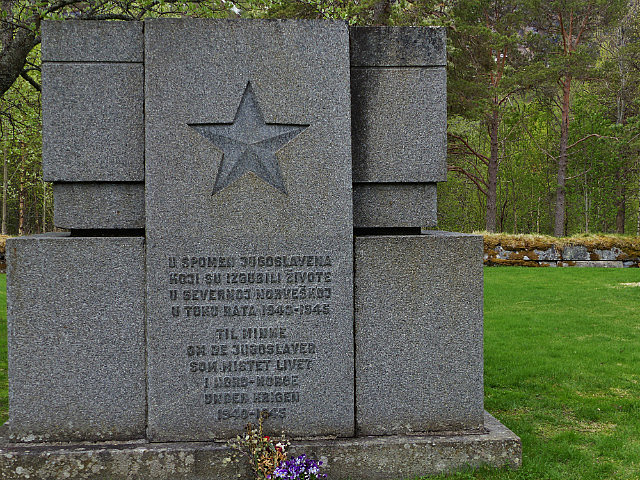 U SPOMEN JUGOSLAVENA
KOJI SU IZGUBILI ŽIVOTE
U SEVERNOJ NORVEŠKOJ
U TOKU RATA 1940-1945
TIL MINNE
OM DE JUGOSLAVER
SOM MISTET LIVET
I NORD-NORGE
UNDER KRIGEN
1940-1945